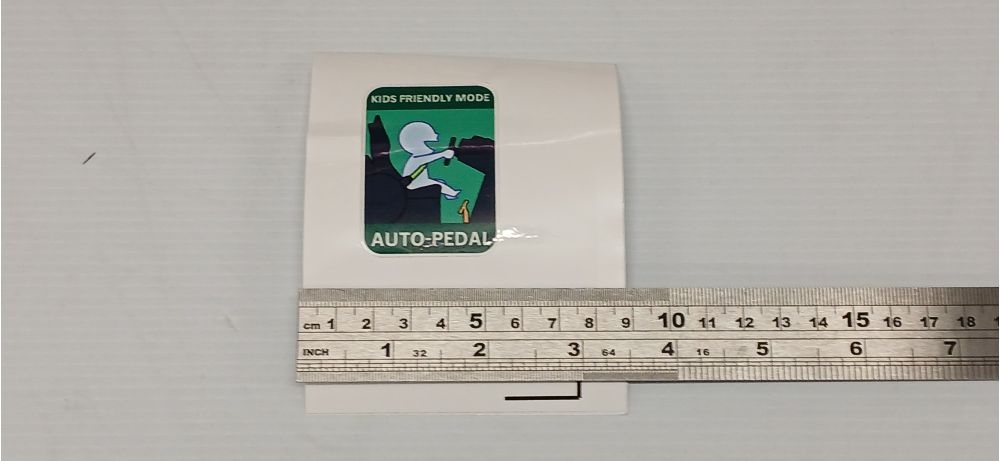 KIDS FRIENDLY MODE
AUTO-PEDAL
cm 1 2 3 4 5 6 7 8 9 10 11 12 13 14 15 16 17 18
INCH 1 32 2 3 64 4 16 5 6 7